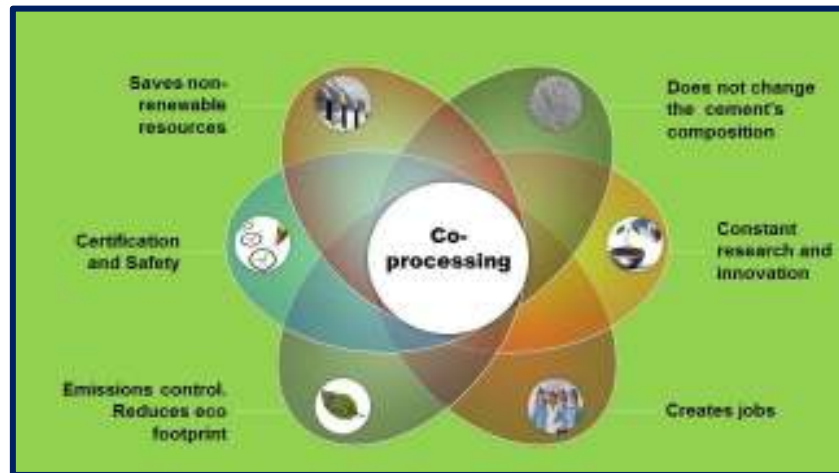 Saves non-
renewable
resources
Does not change
the cement's
composition
Certification
and Safety
Co-
processing
Constant
research and
innovation
Emissions control.
Reduces eco
footprint
Creates jobs